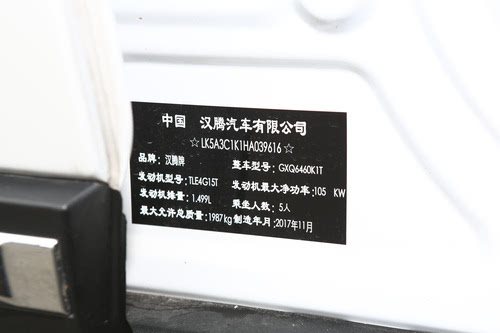 中国 汉腾汽车有限公司
☆LK5A3C1K1HA039616☆
品牌：汉腾牌 整车型号：GXQ6460K1T
发动机型号：TLE4G15T 发动机最大净功率：105 KW
发动机排量：1.499L 乘坐人数：5人
最大允许总质量：1987kg 制造年月：2017年11月